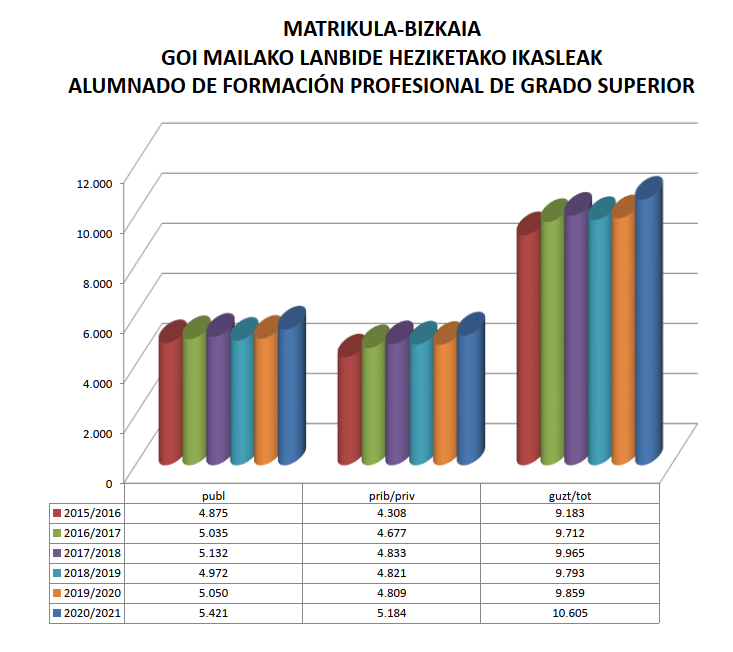 MATRIKULA-BIZKAIA
GOI MAILAKO LANBIDE HEZIKETAKO IKASLEAK
ALUMNADO DE FORMACIÓN PROFESIONAL DE GRADO SUPERIOR
12.000
10.000
8.000
6.000
4.000
2.000
0
publ prib/priv guzt/tot
2015/2016 4.875 4.308 9.183
2016/2017 5.035 4.677 9.712
2017/2018 5.132 4.833 9.965
2018/2019 4.972 4.821 9.793
2019/2020 5.050 4.809 9.859
2020/2021 5.421 5.184 10.605